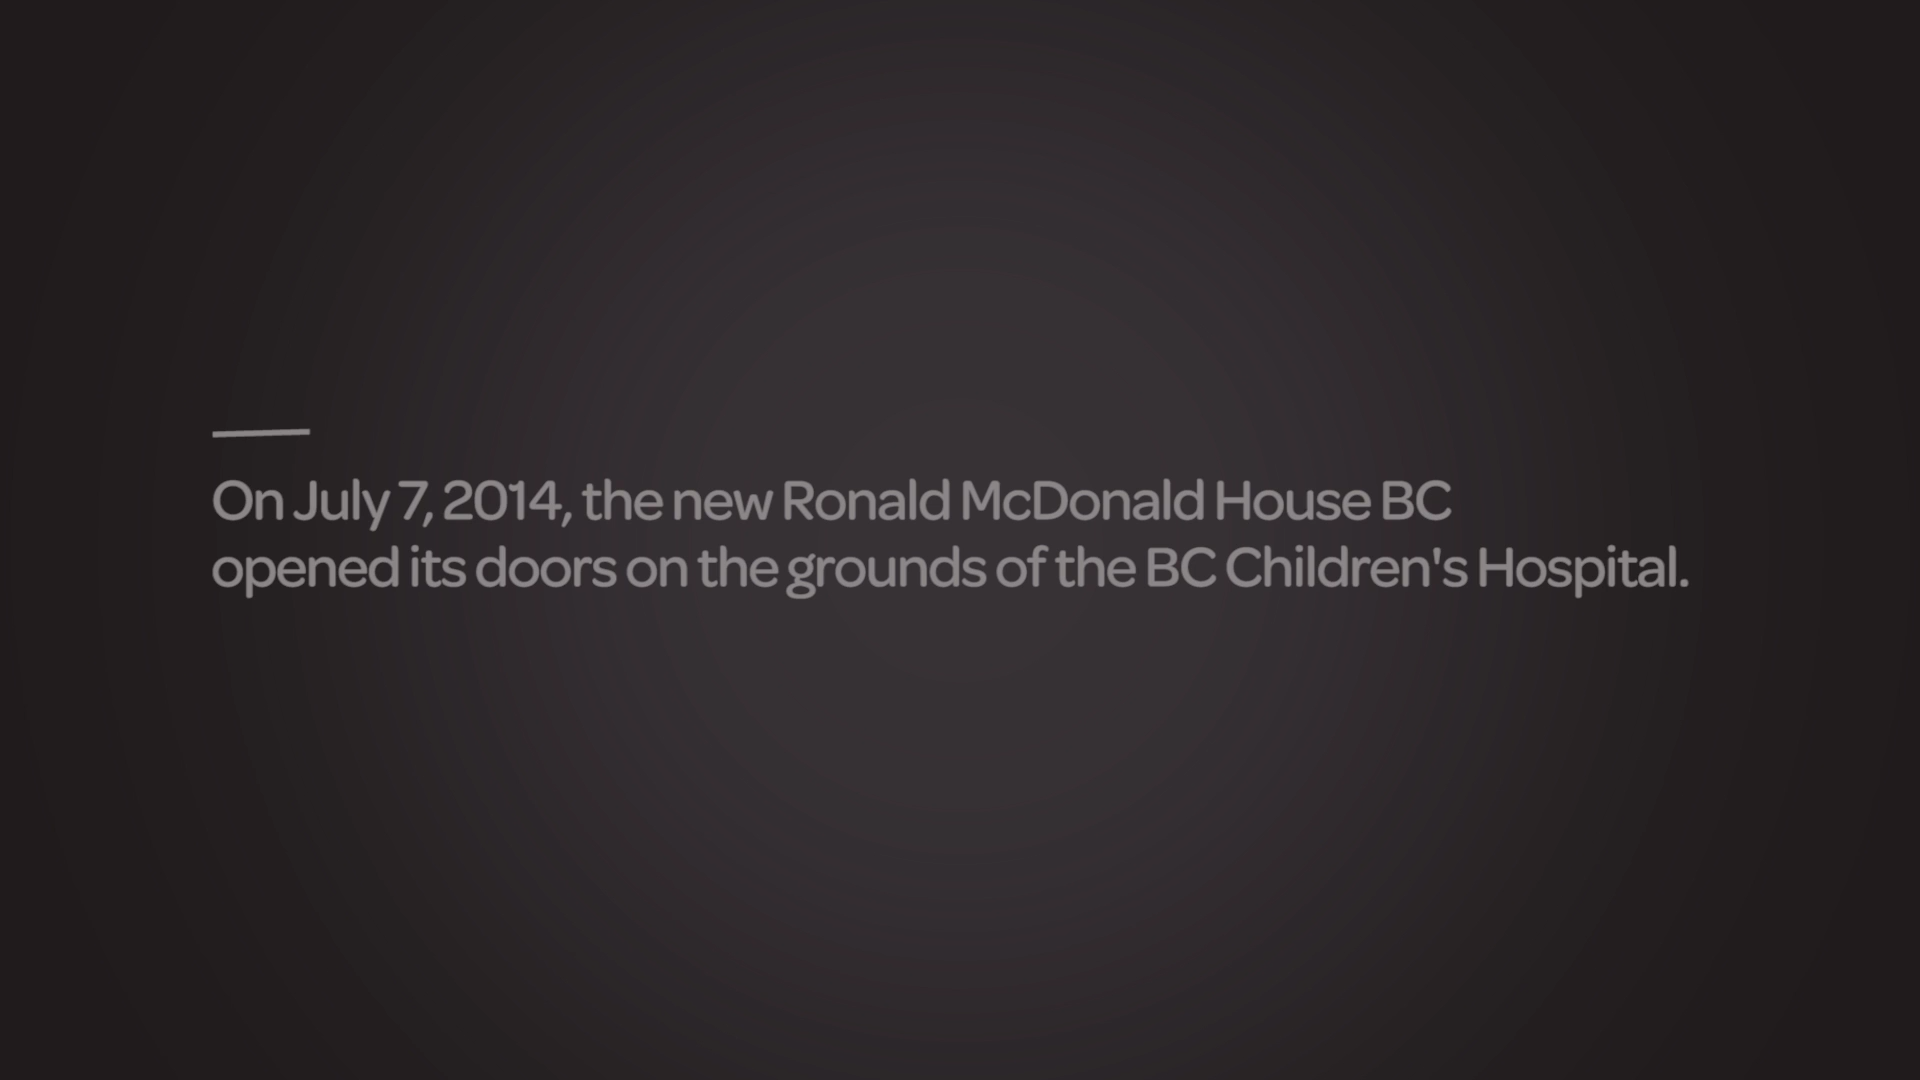 On July 7, 2014, the new Ronald McDonald House BC
opened its doors on the grounds of the BC Children's Hospital.